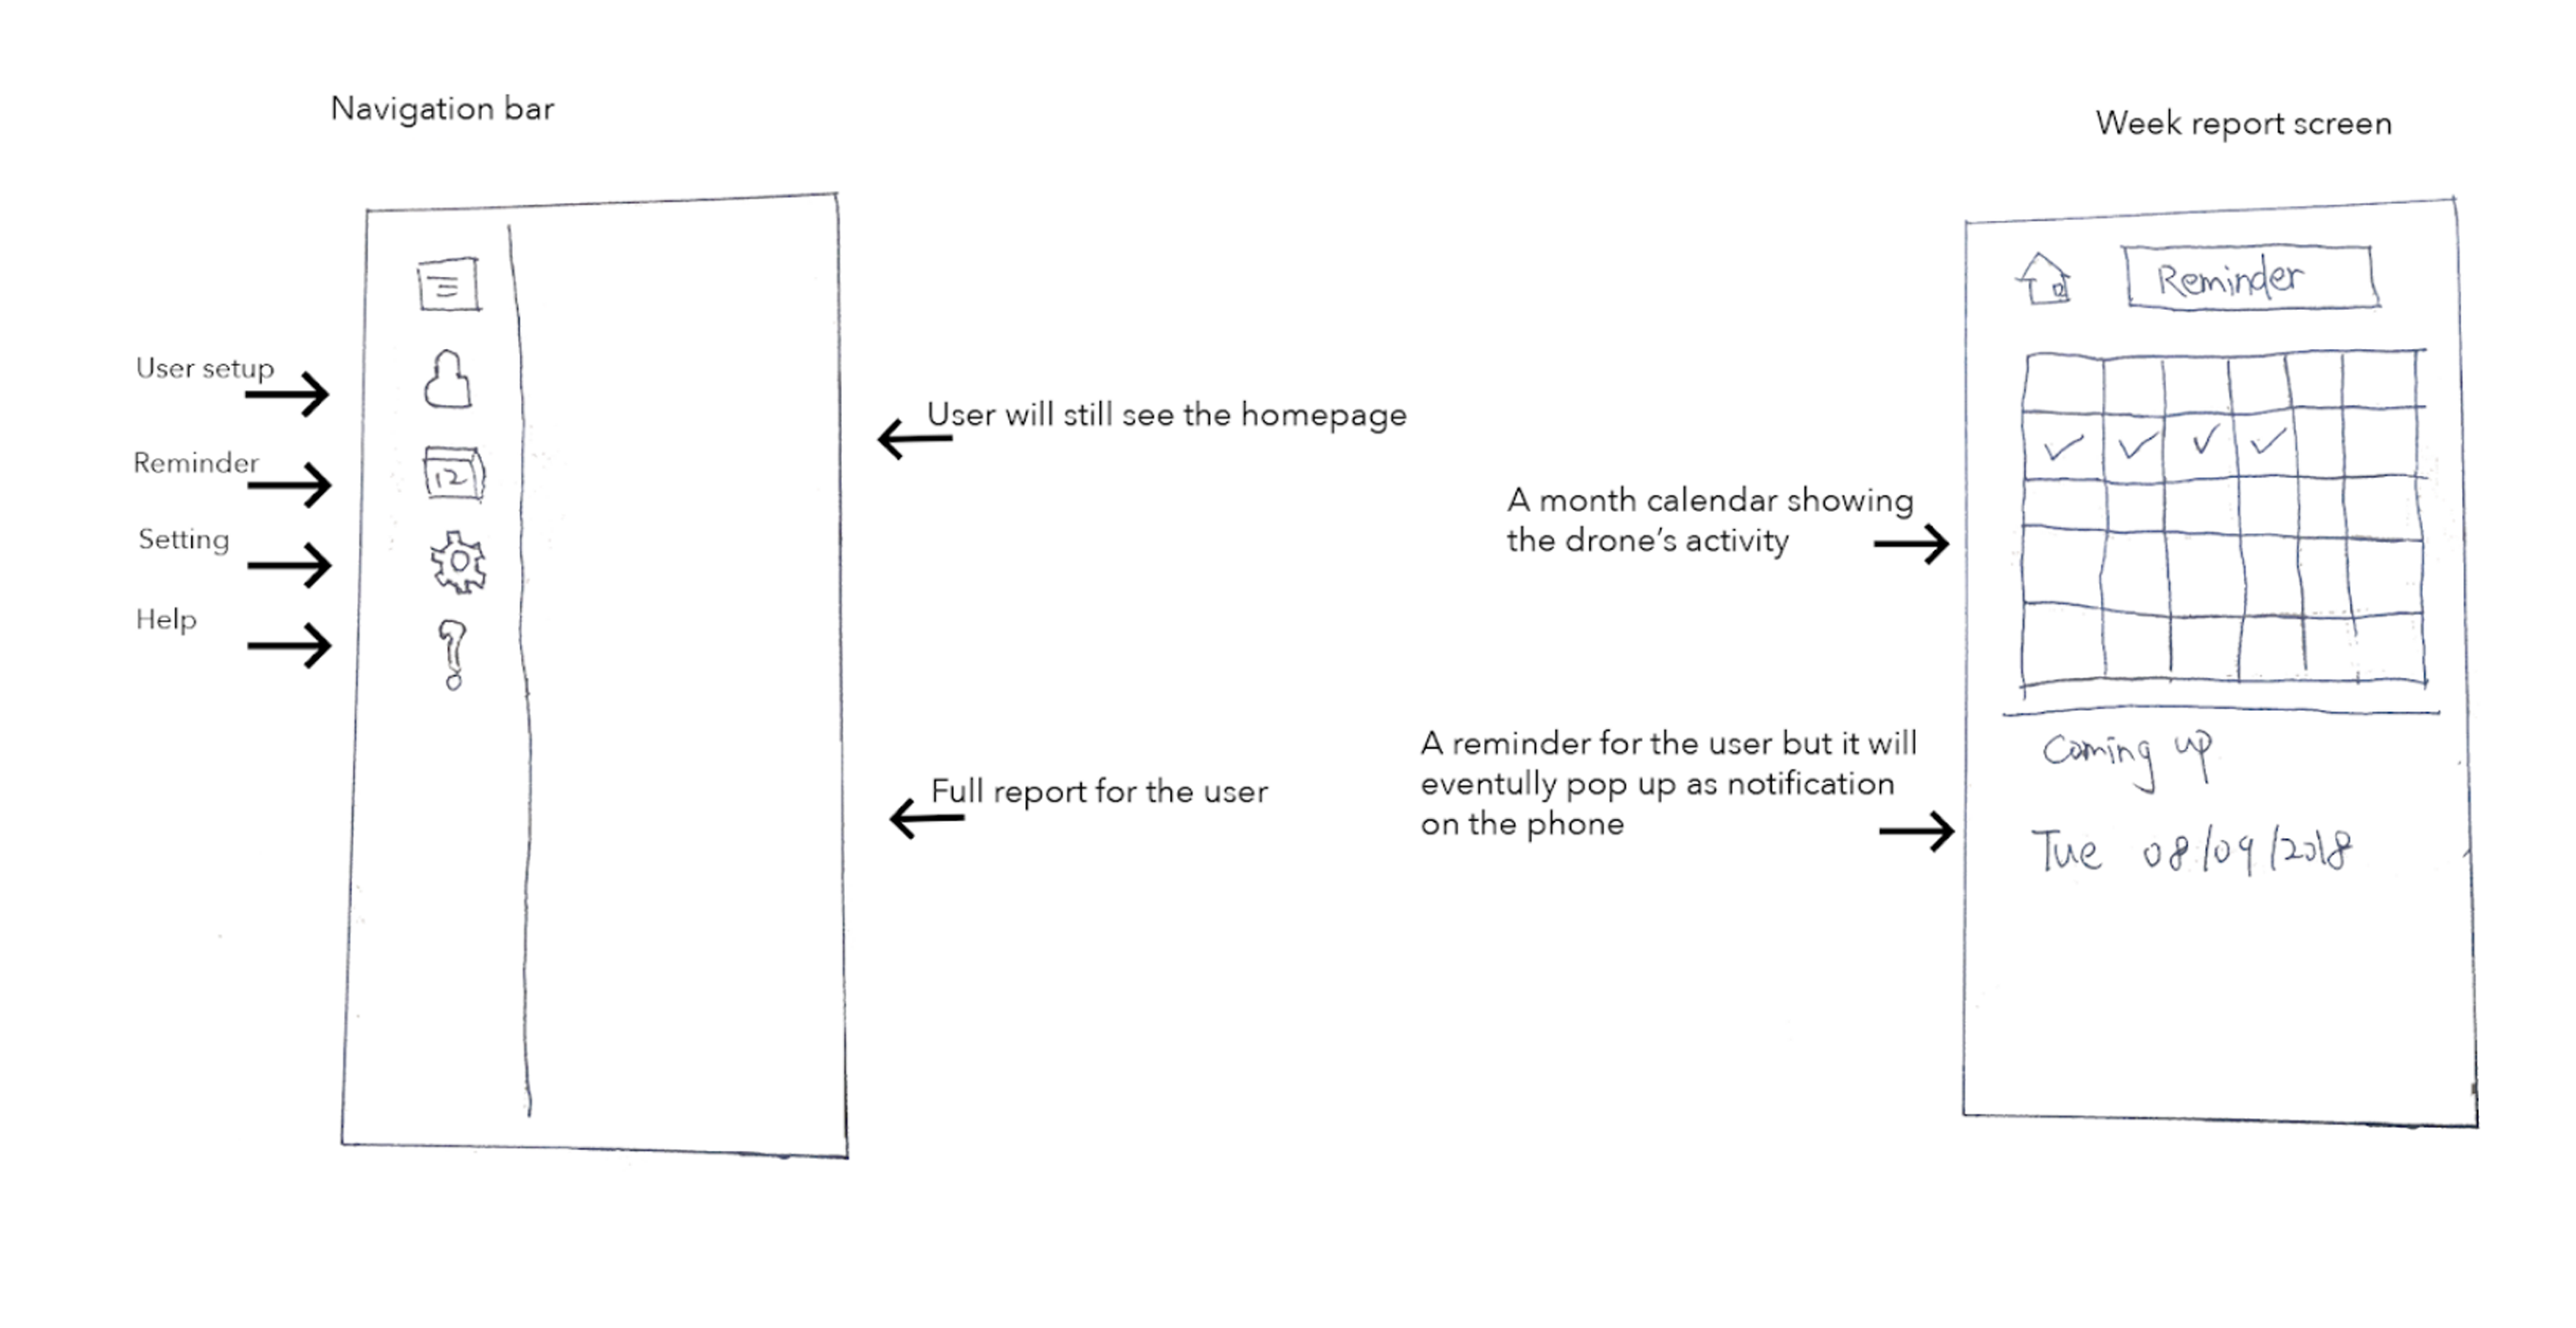 Navigation bar
Week report screen
User setup
Reminder
Setting
Help
12
User will still see the homepage
Full report for the user
Reminder
A month calendar showing
the drone's activity
A reminder for the user but it will
eventully pop up as notification
on the phone
Coming up
Tue 08/09/2018